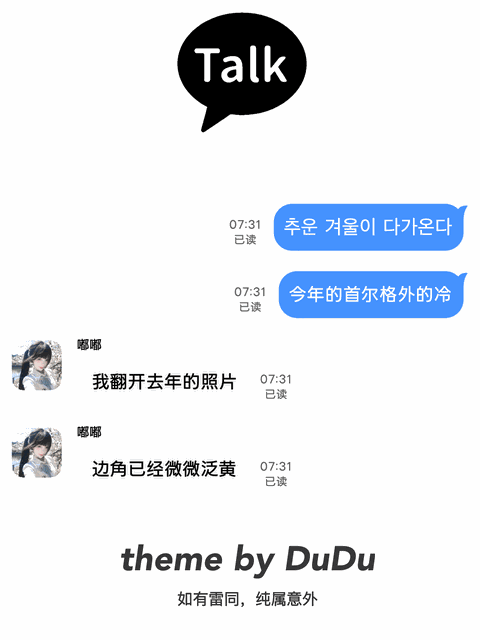 Talk
07:31
已读
추운 겨울이 다가온다
07:31
已读
今年的首尔格外的冷
嘟嘟
我翻开去年的照片
07:31
已读
嘟嘟
边角已经微微泛黄
07:31
已读
theme by DuDu
如有雷同，纯属意外